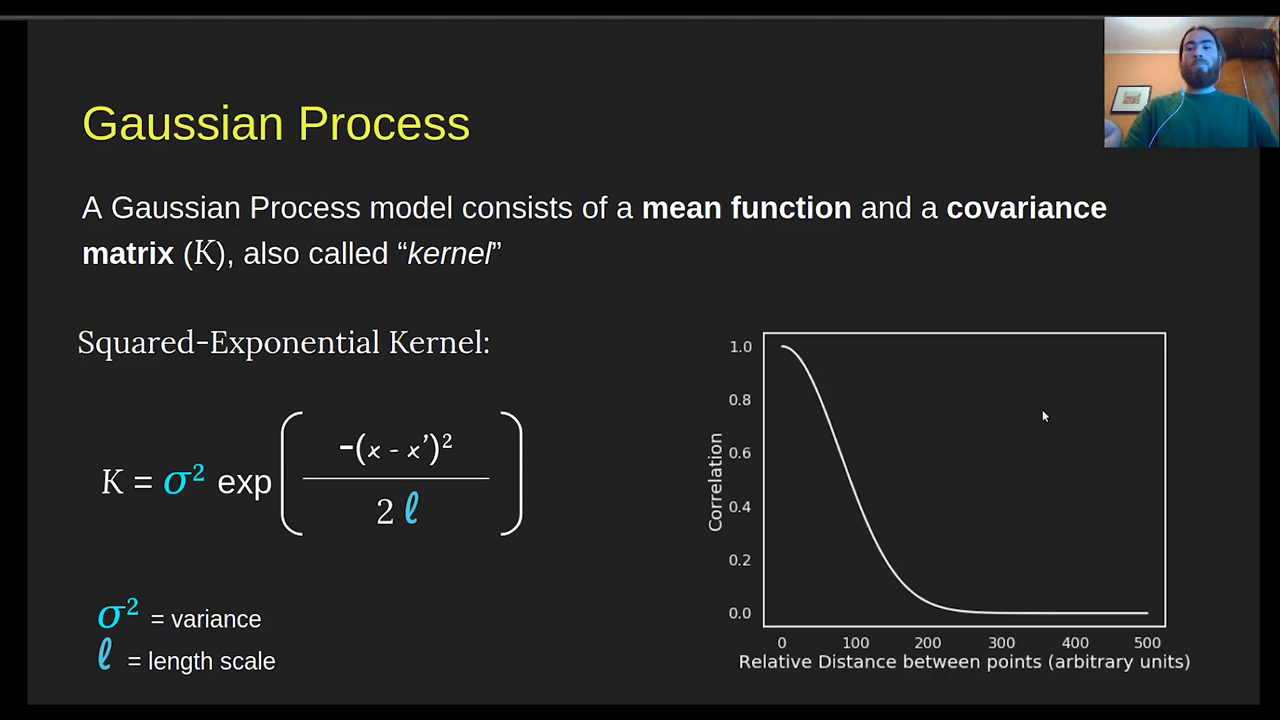 Gaussian Process
A Gaussian Process model consists of a mean function and a covariance
matrix (K), also called “kernel”
Squared-Exponential Kernel:
K = σ² exp( -(x - x’)² / 2 ℓ )
σ² = variance
ℓ = length scale
1.0
0.8
0.6
0.4
0.2
0.0
Correlation
0 100 200 300 400 500
Relative Distance between points (arbitrary units)